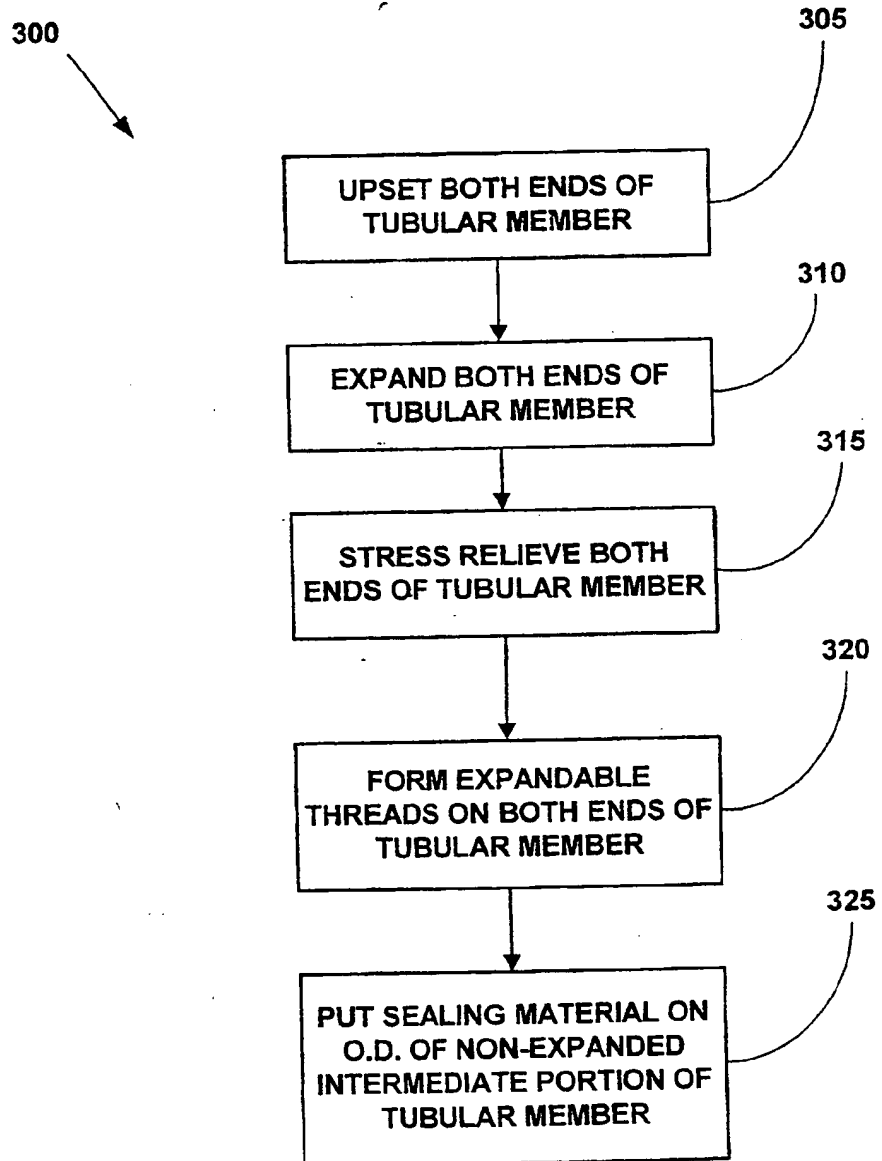 300
305
UPSET BOTH ENDS OF
TUBULAR MEMBER
310
EXPAND BOTH ENDS OF
TUBULAR MEMBER
315
STRESS RELIEVE BOTH
ENDS OF TUBULAR MEMBER
320
FORM EXPANDABLE
THREADS ON BOTH ENDS OF
TUBULAR MEMBER
325
PUT SEALING MATERIAL ON
O.D. OF NON-EXPANDED
INTERMEDIATE PORTION OF
TUBULAR MEMBER